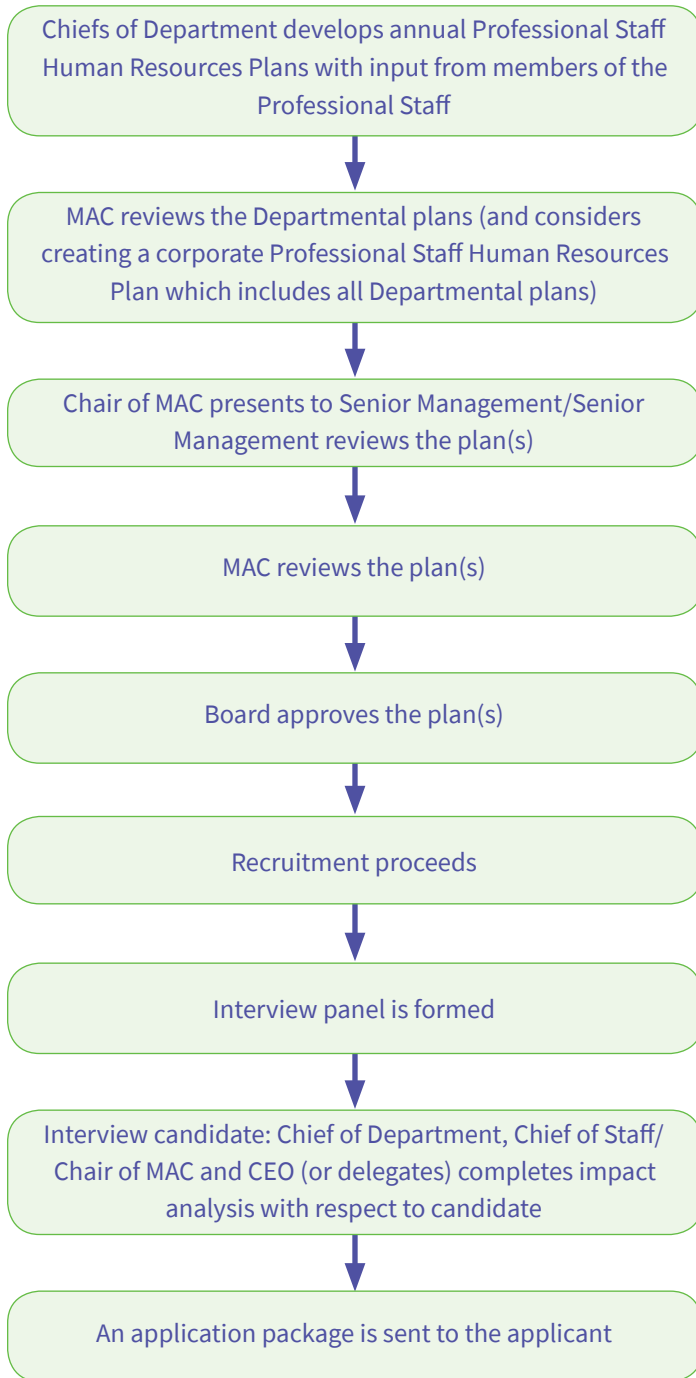 Chiefs of Department develops annual Professional Staff
Human Resources Plans with input from members of the
Professional Staff
MAC reviews the Departmental plans (and considers
creating a corporate Professional Staff Human Resources
Plan which includes all Departmental plans)
Chair of MAC presents to Senior Management/Senior
Management reviews the plan(s)
MAC reviews the plan(s)
Board approves the plan(s)
Recruitment proceeds
Interview panel is formed
Interview candidate: Chief of Department, Chief of Staff/
Chair of MAC and CEO (or delegates) completes impact
analysis with respect to candidate
An application package is sent to the applicant